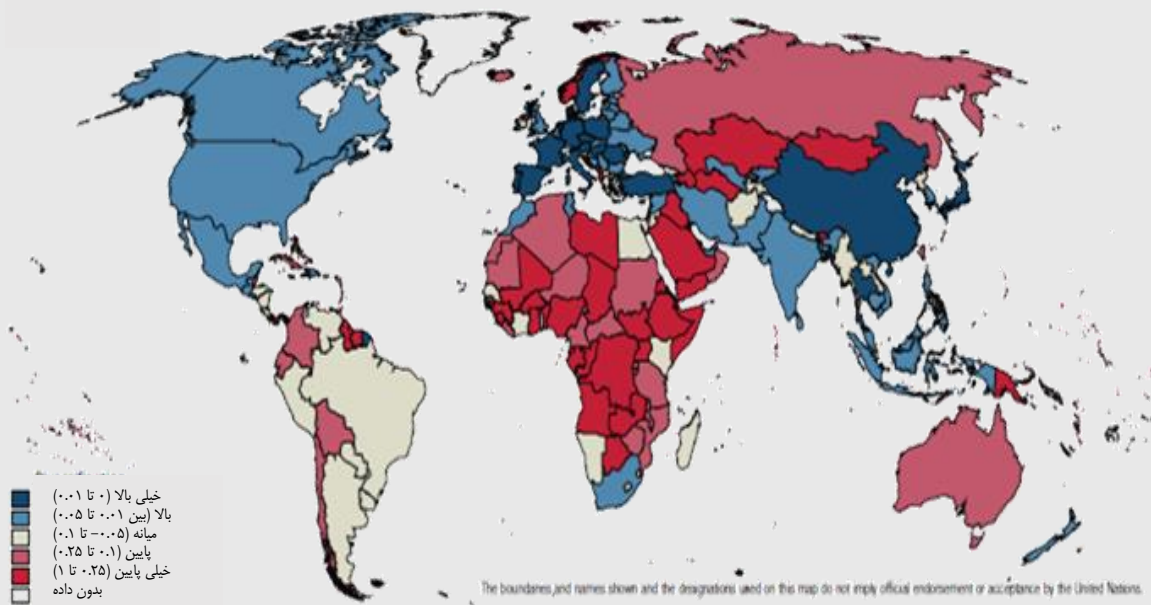 خیلی بالا (۰ تا ۰.۰۱)
بالا (بین ۰.۰۱ تا ۰.۰۵)
میانه (۰.۰۵- تا ۰.۱)
پایین (۰.۱ تا ۰.۲۵)
خیلی پایین (۰.۲۵ تا ۱)
بدون داده
The boundaries and names shown and the designations used on this map do not imply official endorsement or acceptance by the United Nations.